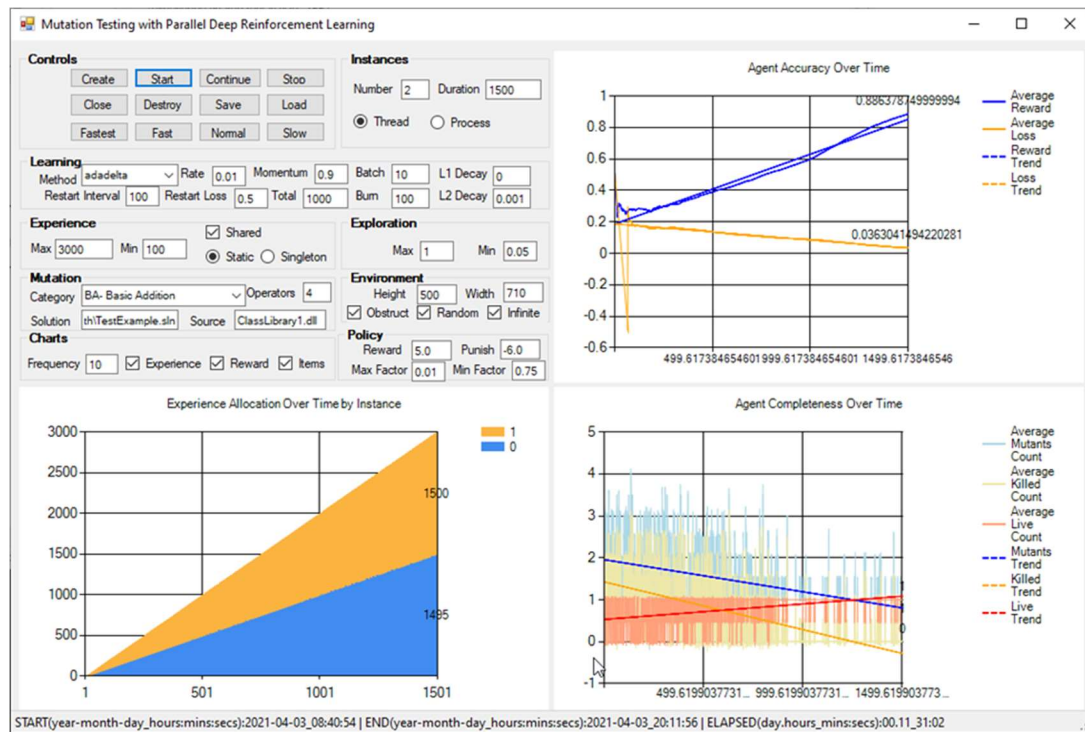 Mutation Testing with Parallel Deep Reinforcement Learning
Controls
Create Start Continue Stop
Close Destroy Save Load
Fastest Fast Normal Slow
Instances
Number 2 Duration 1500
Thread Process
Learning
Method adadelta Rate 0.01 Momentum 0.9 Batch 10 L1 Decay 0
Restart Interval 100 Restart Loss 0.5 Total 1000 Burn 100 L2 Decay 0.001
Experience
Shared
Max 3000 Min 100 Static Singleton
Exploration
Max 1 Min 0.05
Mutation
Category BA- Basic Addition Operators 4
Solution th\TestExample.sln Source ClassLibrary1.dll
Environment
Height 500 Width 710
Obstruct Random Infinite
Charts
Frequency 10 Experience Reward Items
Policy
Reward 5.0 Punish -6.0
Max Factor 0.01 Min Factor 0.75
Agent Accuracy Over Time
1
0.8
0.6
0.4
0.2
0
-0.2
-0.4
-0.6
0.886378749999994
0.0363041494220281
499.617384654601 999.617384654601 1499.6173846546
Average
Reward
Average
Loss
Reward
Trend
Loss
Trend
Experience Allocation Over Time by Instance
3000
2500
2000
1500
1000
500
0
1500
1495
1 501 1001 1501
1
0
Agent Completeness Over Time
5
4
3
2
1
0
-1
1
0
499.6199037731... 999.6199037731... 1499.619903773...
Average
Mutants
Count
Average
Killed
Count
Average
Live
Count
Mutants
Trend
Killed
Trend
Live
Trend
START(year-month-day_hours:mins:secs):2021-04-03_08:40:54 | END(year-month-day_hours:mins:secs):2021-04-03_20:11:56 | ELAPSED(day.hours_mins:secs):00.11_31:02